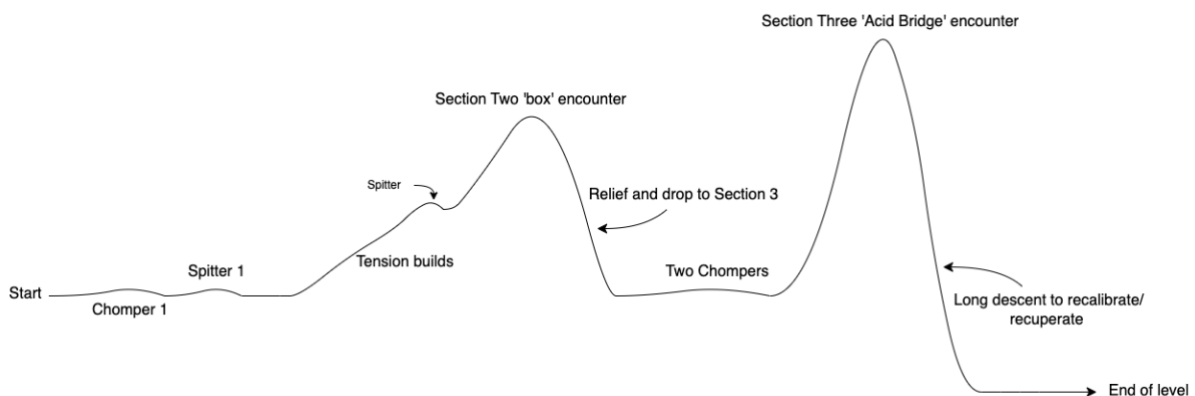 Section Three 'Acid Bridge' encounter
Section Two 'box' encounter
Spitter
Relief and drop to Section 3
Tension builds
Spitter 1
Two Chompers
Start
Chomper 1
Long descent to recalibrate/
recuperate
End of level